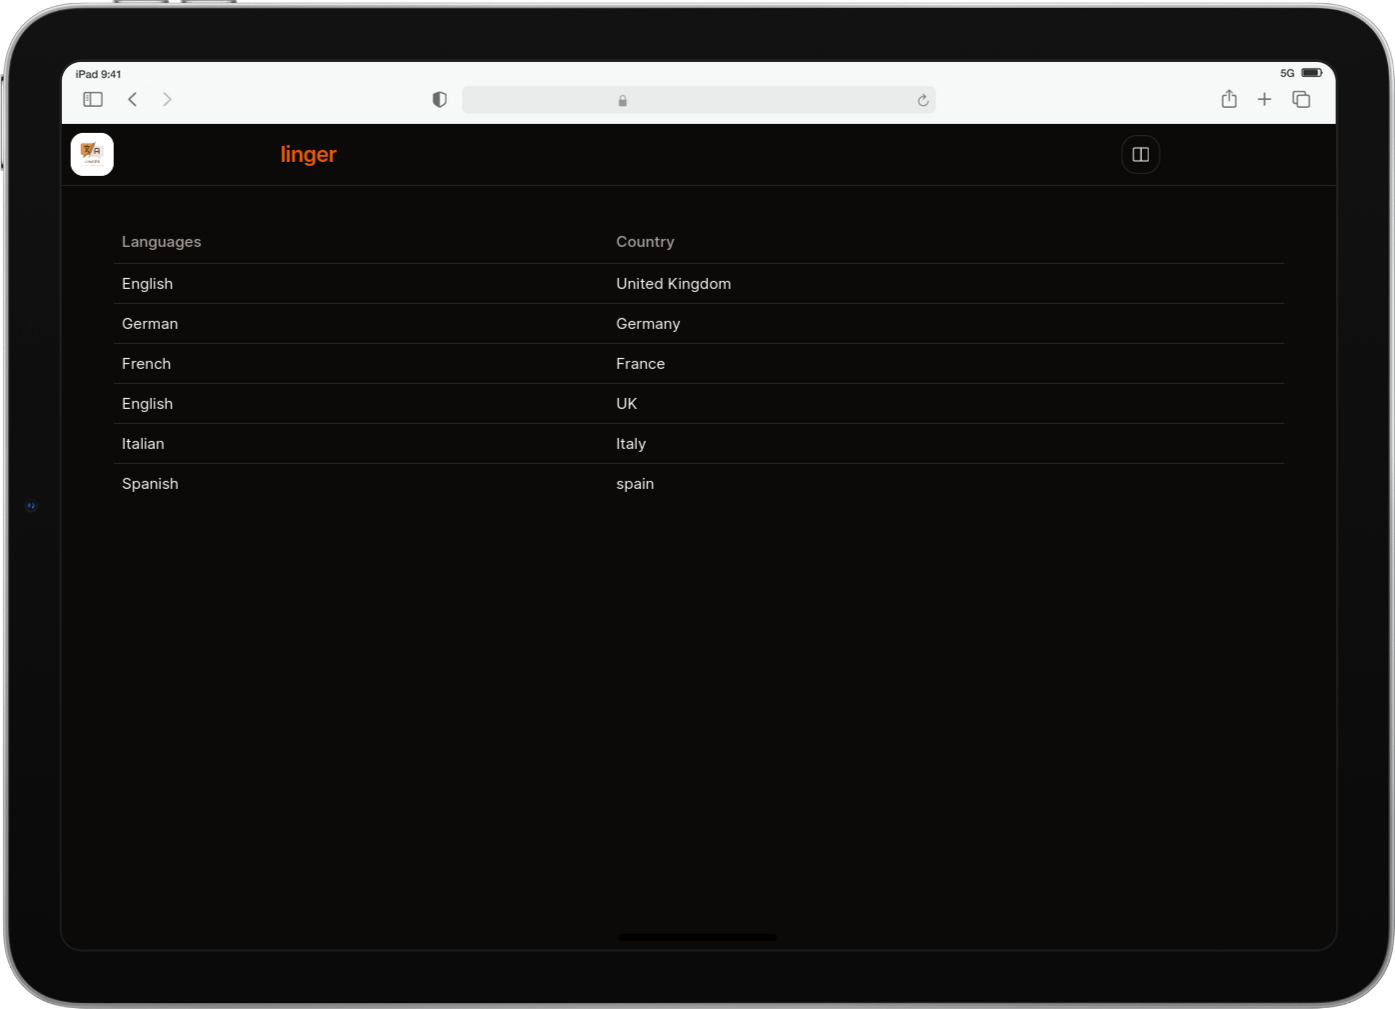 iPad 9:41
5G
linger
Languages Country
English United Kingdom
German Germany
French France
English UK
Italian Italy
Spanish spain